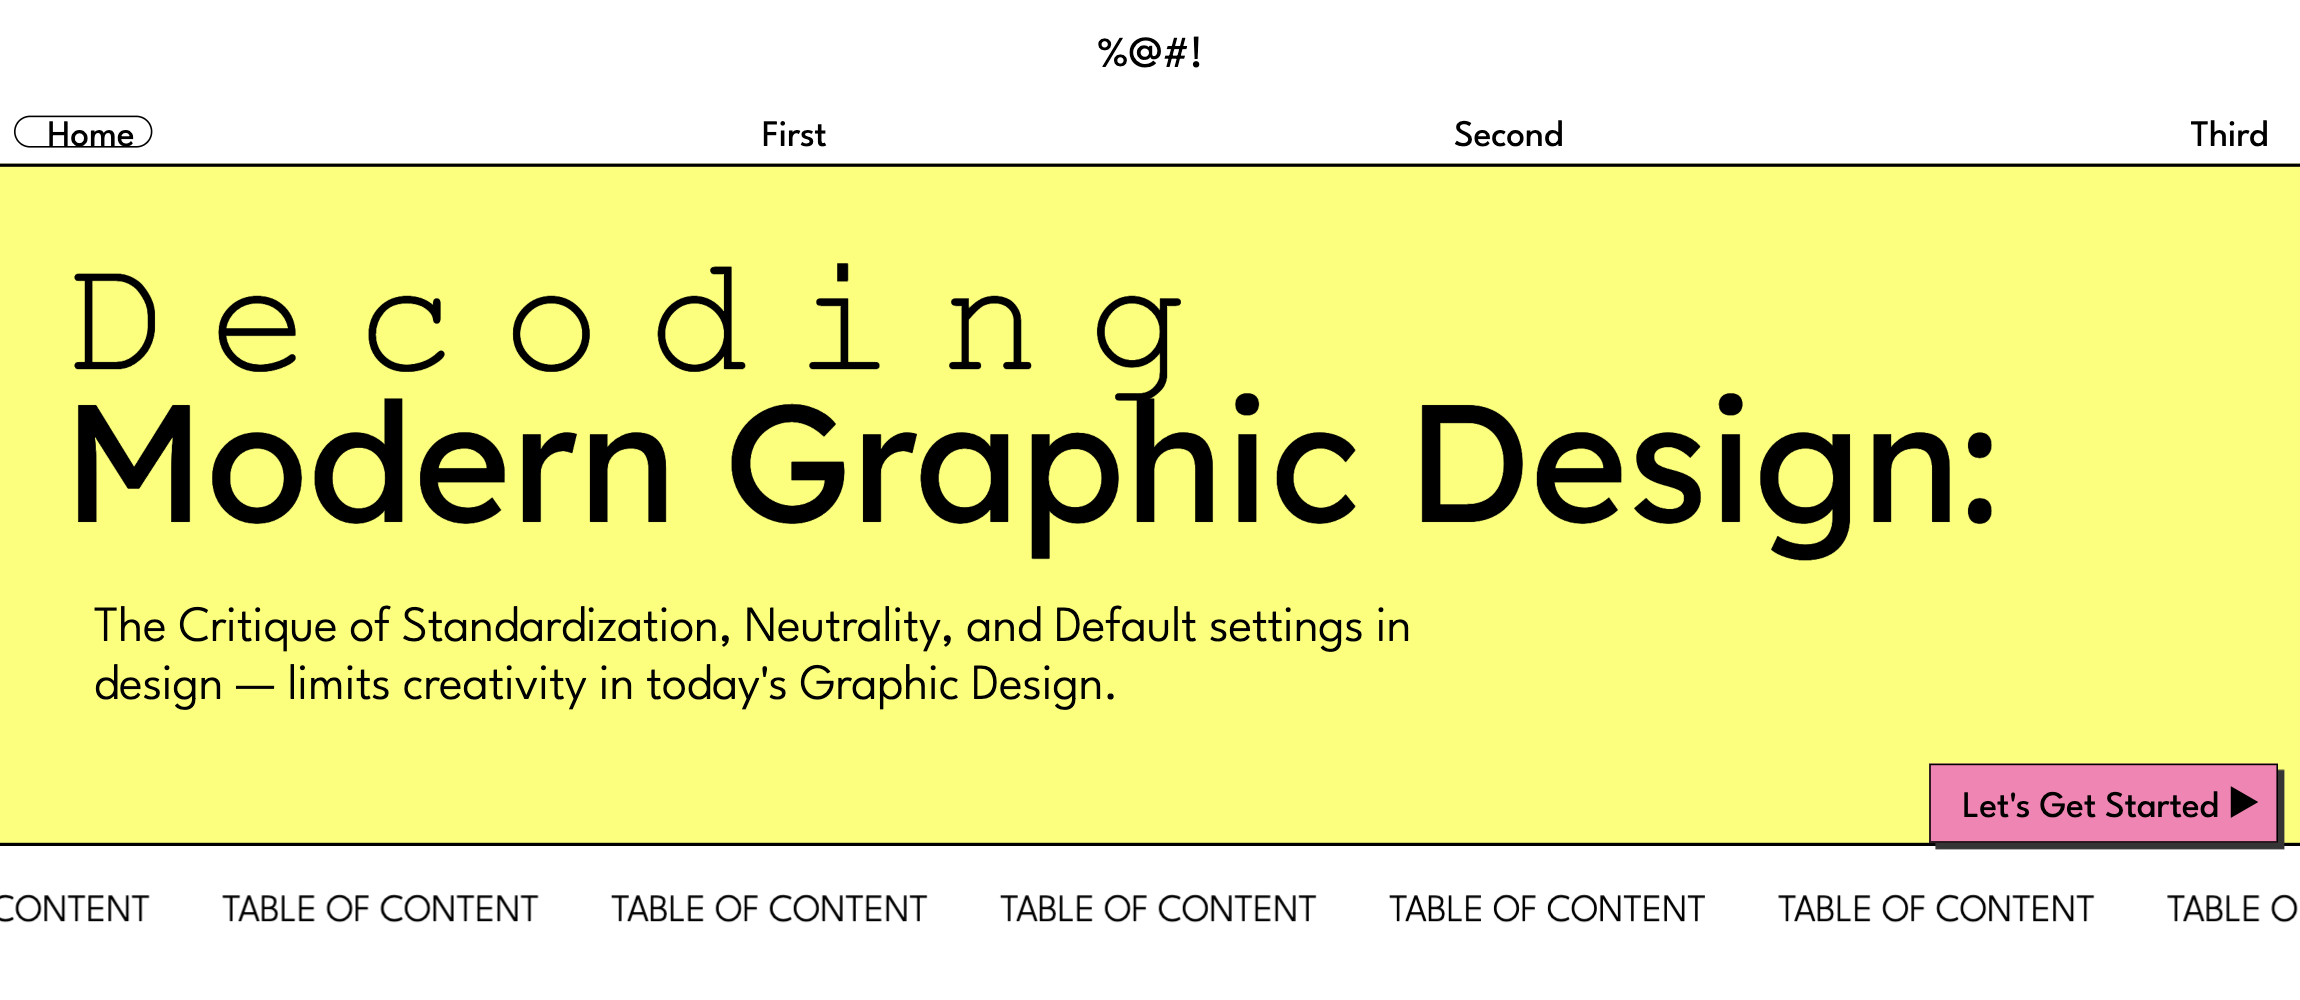 %@#!
Home First Second Third
Decoding
Modern Graphic Design:
The Critique of Standardization, Neutrality, and Default settings in
design — limits creativity in today's Graphic Design.
Let's Get Started ▶
CONTENT TABLE OF CONTENT TABLE OF CONTENT TABLE OF CONTENT TABLE OF CONTENT TABLE OF CONTENT TABLE O